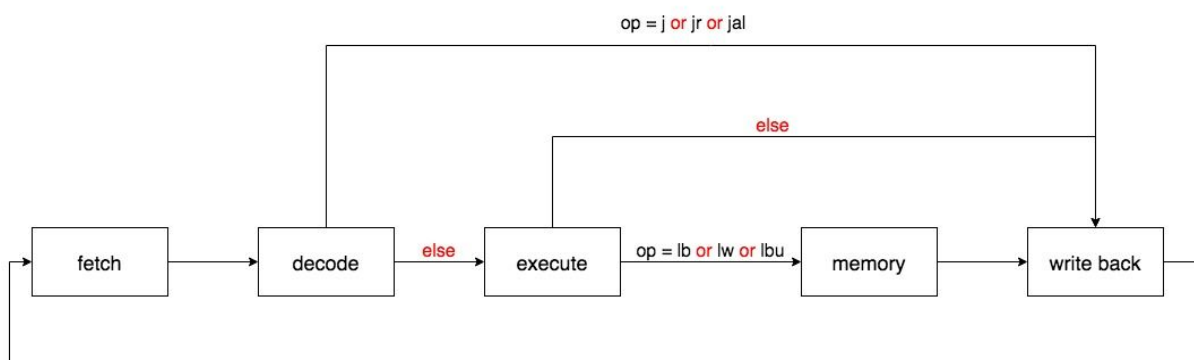 op = j or jr or jal
else
fetch
decode
else
execute
op = lb or lw or lbu
memory
write back